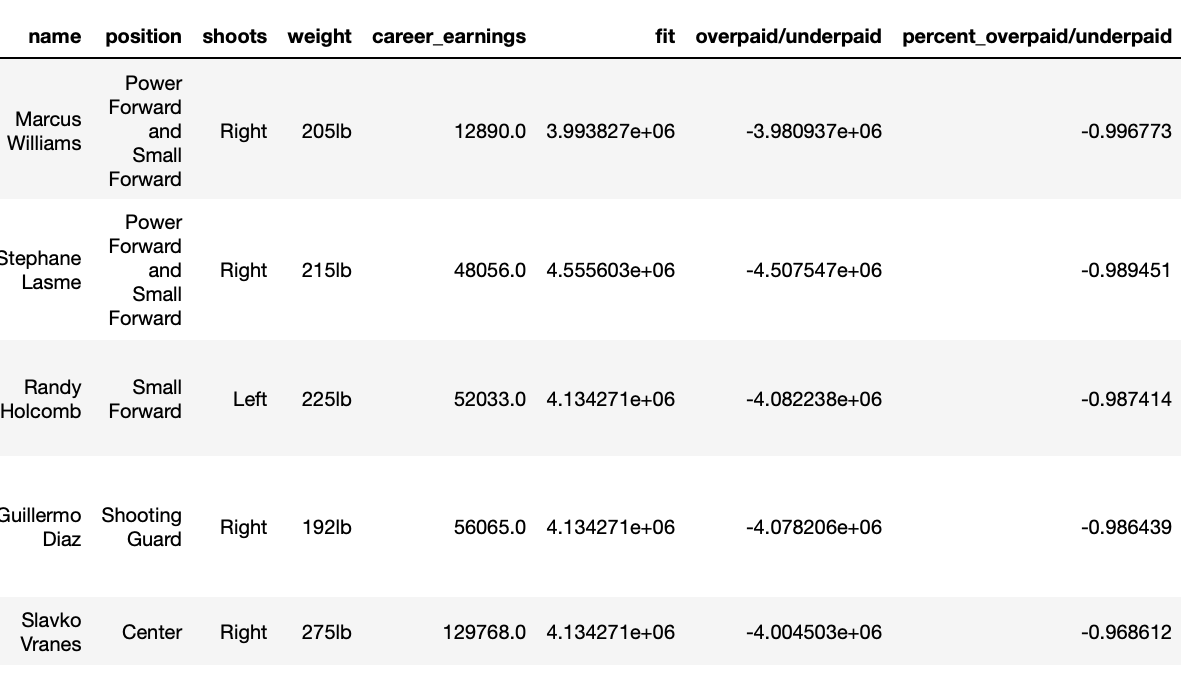 name position shoots weight career_earnings fit overpaid/underpaid percent_overpaid/underpaid
Marcus Williams Power Forward and Small Forward Right 205lb 12890.0 3.993827e+06 -3.980937e+06 -0.996773
Stephane Lasme Power Forward and Small Forward Right 215lb 48056.0 4.555603e+06 -4.507547e+06 -0.989451
Randy Holcomb Small Forward Left 225lb 52033.0 4.134271e+06 -4.082238e+06 -0.987414
Guillermo Diaz Shooting Guard Right 192lb 56065.0 4.134271e+06 -4.078206e+06 -0.986439
Slavko Vranes Center Right 275lb 129768.0 4.134271e+06 -4.004503e+06 -0.968612